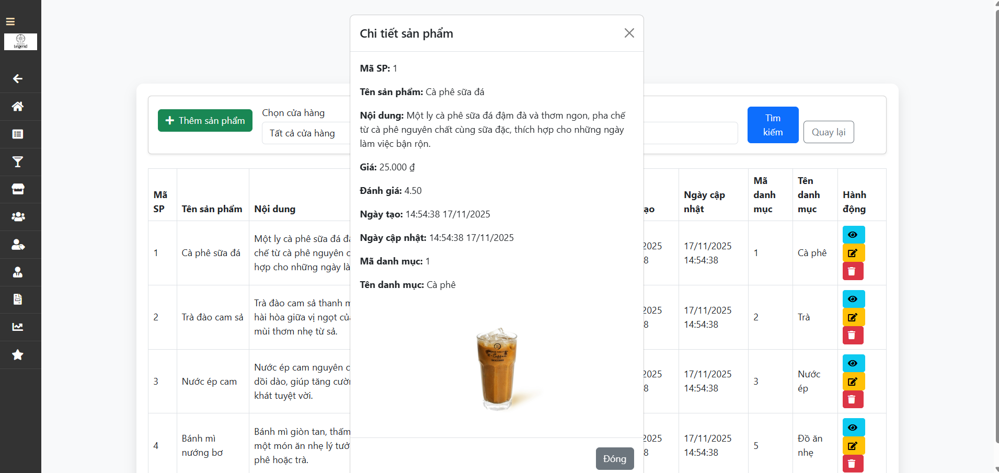 Legend
Chi tiết sản phẩm
Mã SP: 1
Tên sản phẩm: Cà phê sữa đá
Nội dung: Một ly cà phê sữa đá đậm đà và thơm ngon, pha chế
từ cà phê nguyên chất cùng sữa đặc, thích hợp cho những ngày
làm việc bận rộn.
Giá: 25.000 ₫
Đánh giá: 4.50
Ngày tạo: 14:54:38 17/11/2025
Ngày cập nhật: 14:54:38 17/11/2025
Mã danh mục: 1
Tên danh mục: Cà phê
Coffee
Đóng
Thêm sản phẩm
Chọn cửa hàng
Tất cả cửa hàng
Tìm
kiếm
Quay lại
Mã
SP
Tên sản phẩm
Nội dung
ạo
Ngày cập
nhật
Mã
danh
mục
Tên
danh
mục
Hành
động
1
Cà phê sữa đá
Một ly cà phê sữa đá
chế từ cà phê nguyên
hợp cho những ngày
2025
8
17/11/2025
14:54:38
1
Cà phê
2
Trà đào cam sả
Trà đào cam sả thanh
hài hòa giữa vị ngọt
mùi thơm nhẹ từ sả.
2025
8
17/11/2025
14:54:38
2
Trà
3
Nước ép cam
Nước ép cam nguyên
dồi dào, giúp tăng
khát tuyệt vời.
2025
8
17/11/2025
14:54:38
3
Nước
ép
4
Bánh mì
nướng bơ
Bánh mì giòn tan, thấm
một món ăn nhẹ lý
phê hoặc trà.
2025
8
17/11/2025
14:54:38
5
Đồ ăn
nhẹ